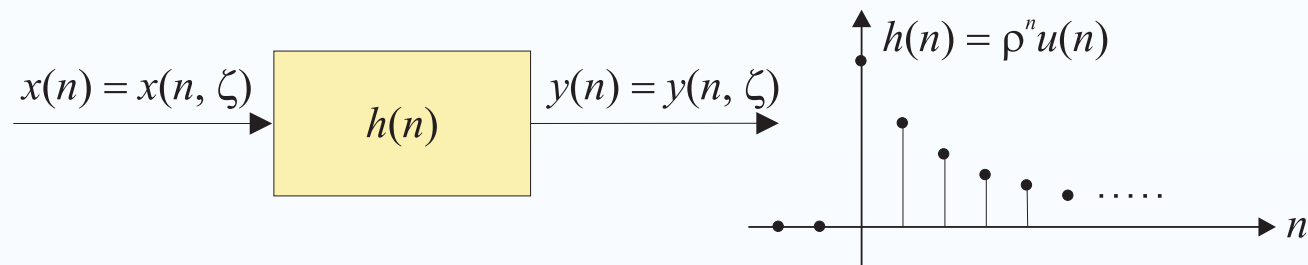 x(n) = x(n, ζ)
h(n)
y(n) = y(n, ζ)
h(n) = ρⁿu(n)
.....
n